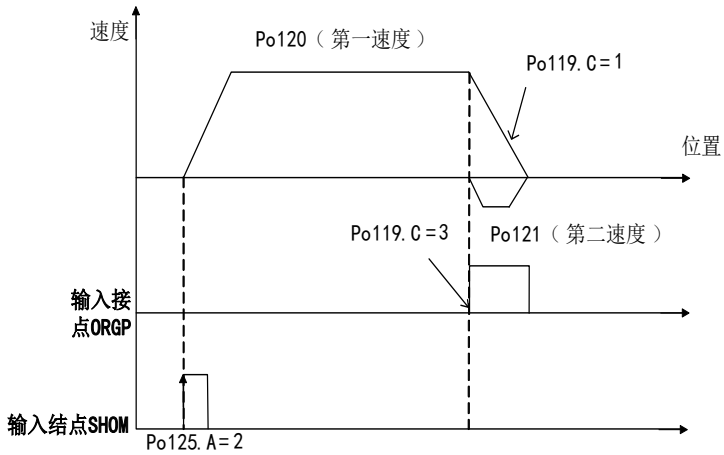 速度
Po120（第一速度）
Po119.C=1
位置
Po119.C=3
Po121（第二速度）
输入接
点ORGP
输入结点SHOM
Po125.A=2